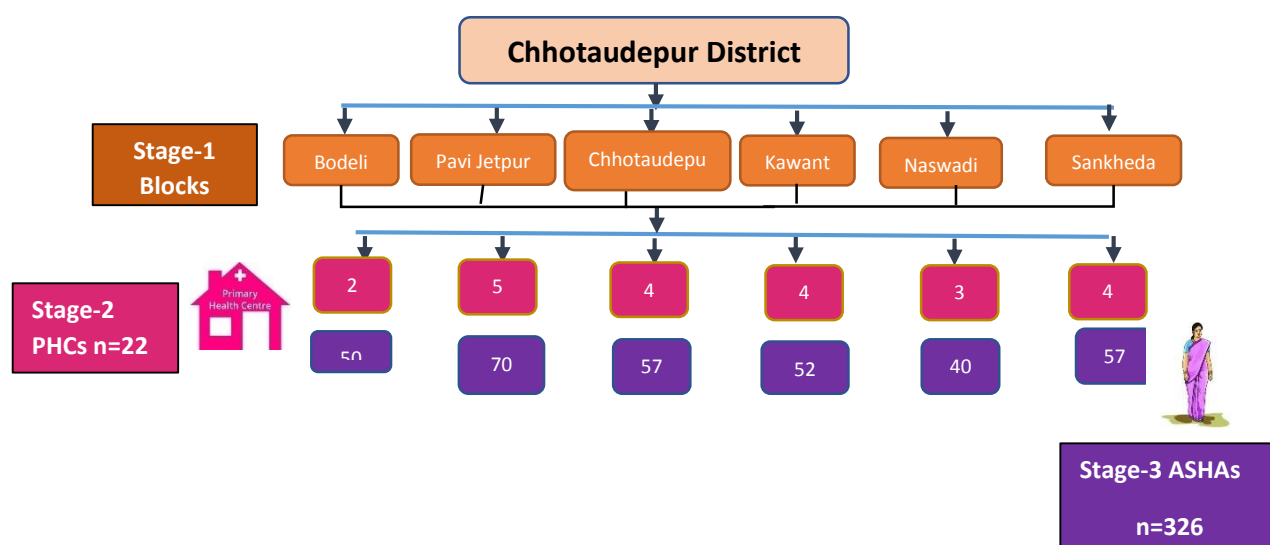 Chhotaudepur District
Stage-1
Blocks
Bodeli
Pavi Jetpur
Chhotaudepu
Kawant
Naswadi
Sankheda
Primary
Health Centre
Stage-2
PHCs n=22
2
5
4
4
3
4
50
70
57
52
40
57
Stage-3 ASHAs
n=326